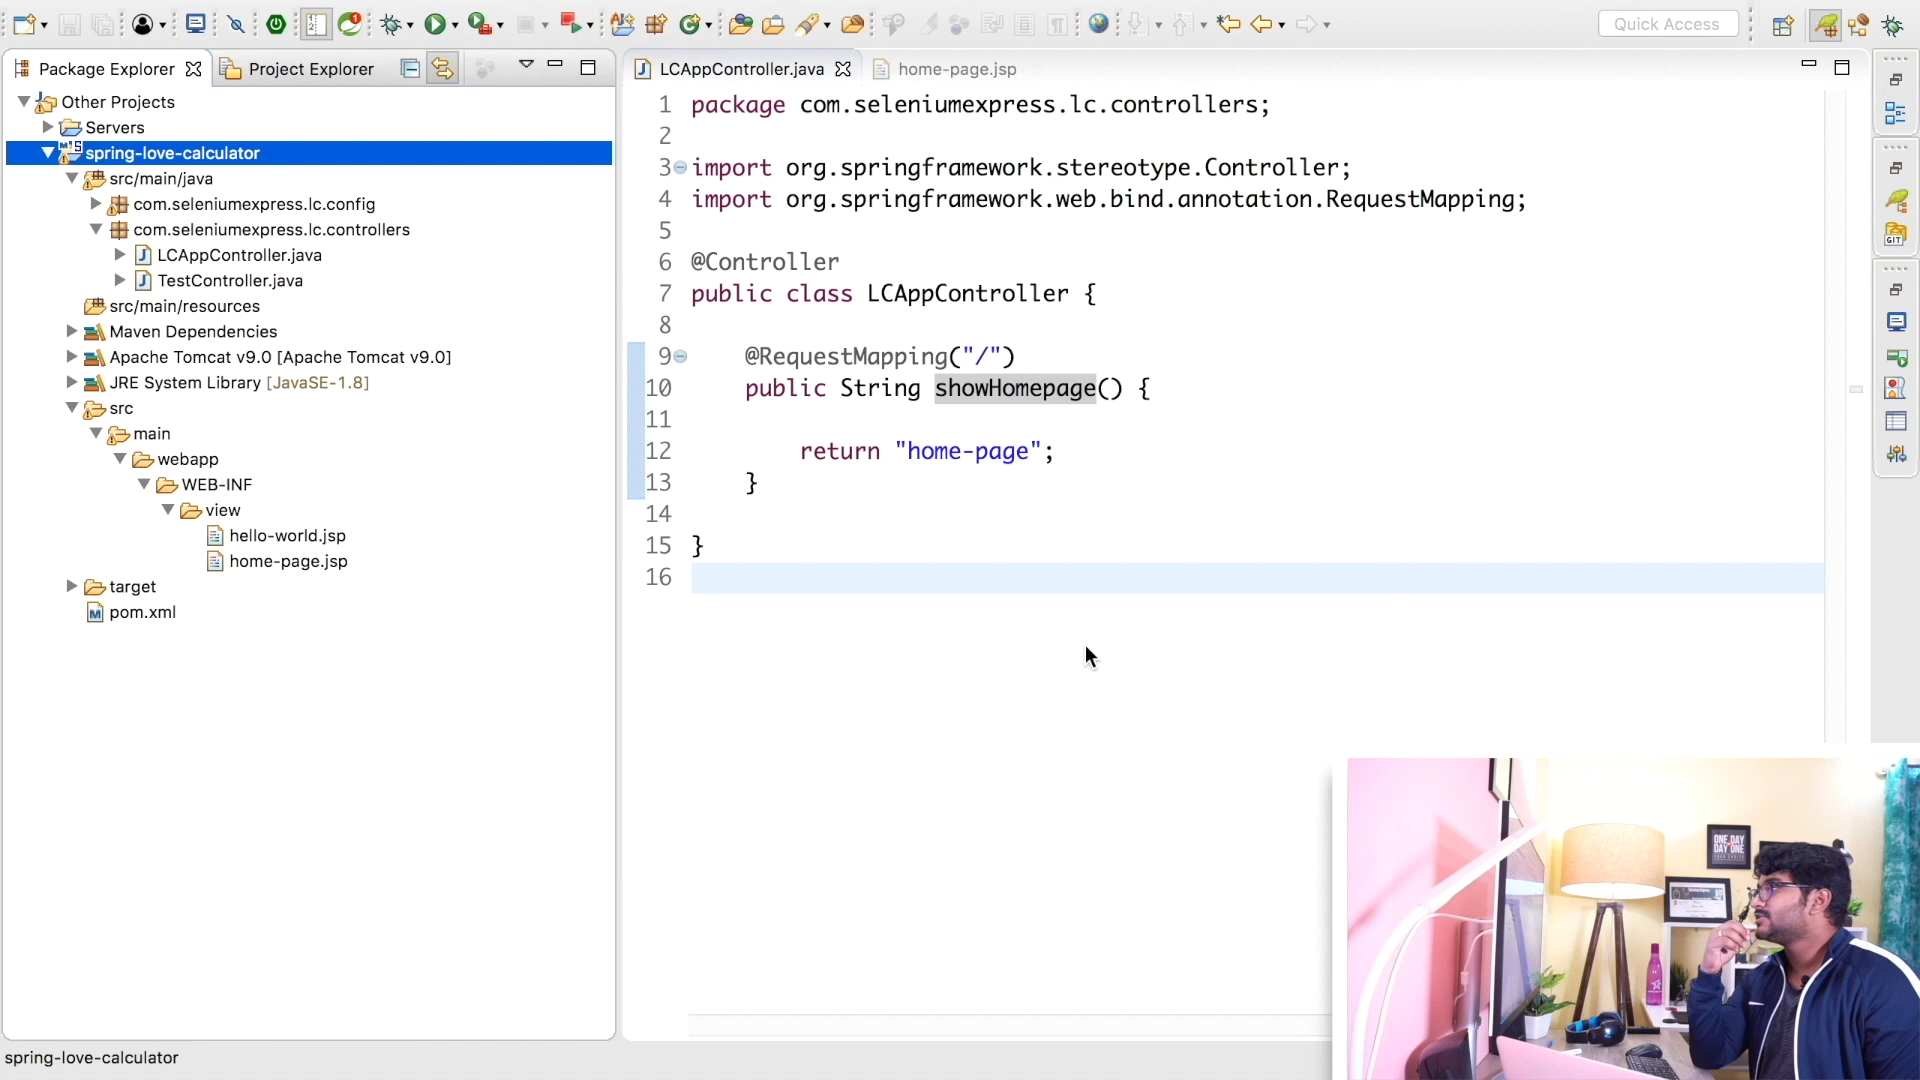 Quick Access
Package Explorer
Project Explorer
LCAppController.java
home-page.jsp
Other Projects
Servers
spring-love-calculator
src/main/java
com.seleniumexpress.lc.config
com.seleniumexpress.lc.controllers
LCAppController.java
TestController.java
src/main/resources
Maven Dependencies
Apache Tomcat v9.0 [Apache Tomcat v9.0]
JRE System Library [JavaSE-1.8]
src
main
webapp
WEB-INF
view
hello-world.jsp
home-page.jsp
target
pom.xml
1 package com.seleniumexpress.lc.controllers;
2
3 import org.springframework.stereotype.Controller;
4 import org.springframework.web.bind.annotation.RequestMapping;
5
6 @Controller
7 public class LCAppController {
8
9 @RequestMapping("/")
10 public String showHomepage() {
11
12 return "home-page";
13 }
14
15 }
16
GIT
ONE DAY
DAY ONE
spring-love-calculator